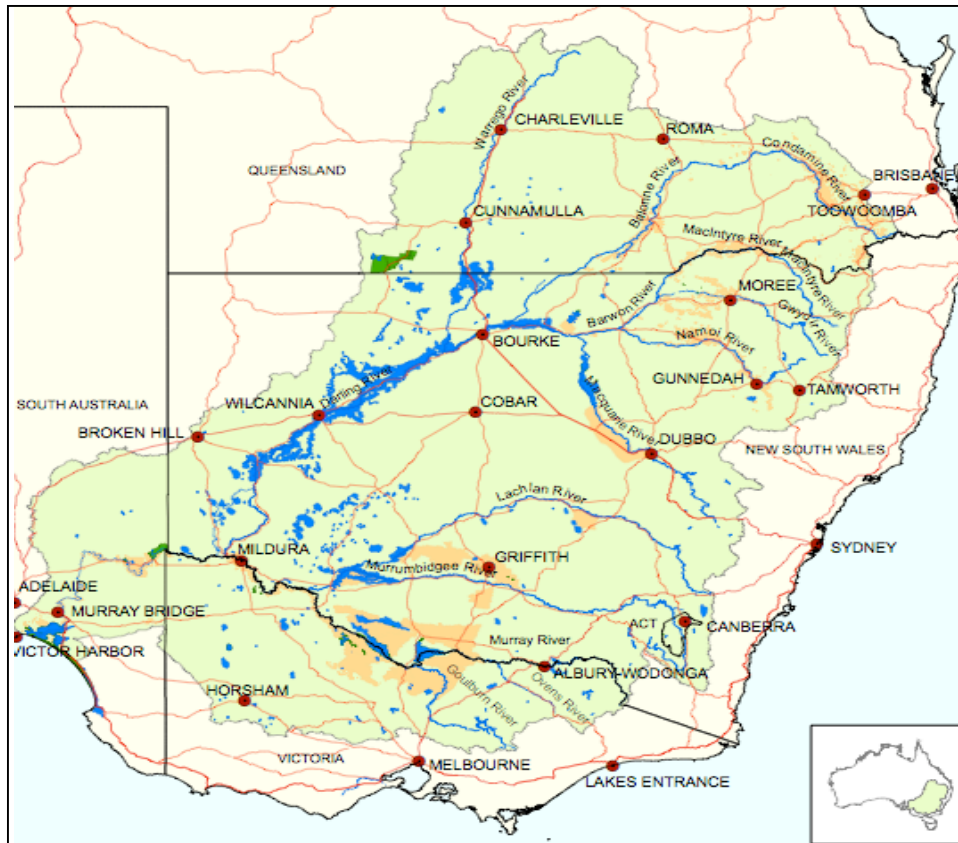 Warrego River
CHARLEVILLE
ROMA
Condamine River
QUEENSLAND
BRISBANE
Balonne River
TOOWOOMBA
CUNNAMULLA
MacIntyre River
MacIntyre River
MOREE
Barwon River
Gwydir River
BOURKE
Namoi River
GUNNEDAH
TAMWORTH
Darling River
Macquarie River
SOUTH AUSTRALIA
WILCANNIA
COBAR
BROKEN HILL
DUBBO
NEW SOUTH WALES
Lachlan River
MILDURA
GRIFFITH
SYDNEY
Murrumbidgee River
ADELAIDE
MURRAY BRIDGE
ACT
CANBERRA
VICTOR HARBOR
Murray River
ALBURY-WODONGA
HORSHAM
Goulburn River
Ovens River
VICTORIA
MELBOURNE
LAKES ENTRANCE